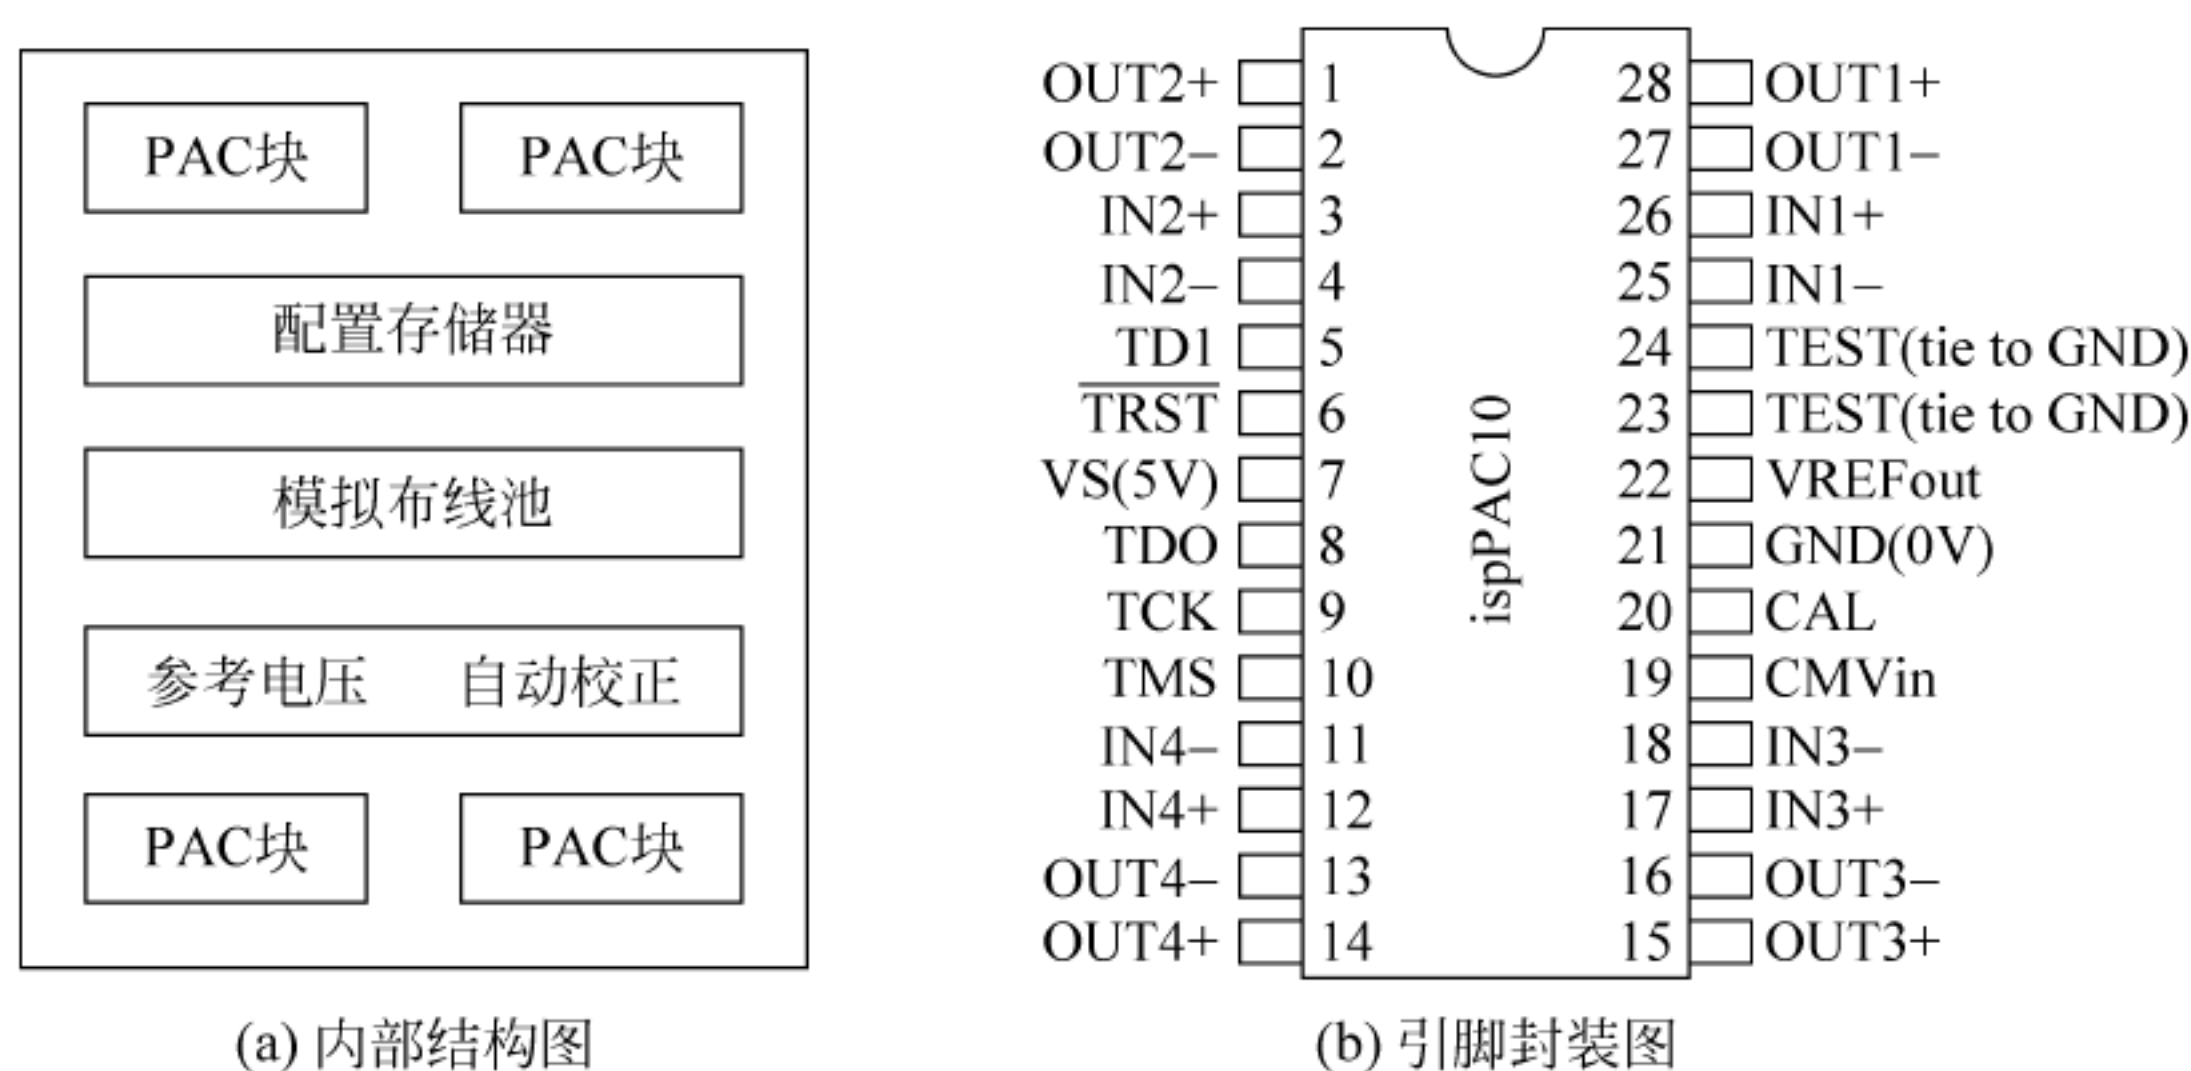 PAC块 PAC块
配置存储器
模拟布线池
参考电压 自动校正
PAC块 PAC块
(a) 内部结构图
OUT2+ 1 28 OUT1+
OUT2– 2 27 OUT1–
IN2+ 3 26 IN1+
IN2– 4 25 IN1–
TD1 5 24 TEST(tie to GND)
T̅R̅S̅T̅ 6 23 TEST(tie to GND)
VS(5V) 7 22 VREFout
TDO 8 21 GND(0V)
TCK 9 20 CAL
TMS 10 19 CMVin
IN4– 11 18 IN3–
IN4+ 12 17 IN3+
OUT4– 13 16 OUT3–
OUT4+ 14 15 OUT3+
ispPAC10
(b) 引脚封装图